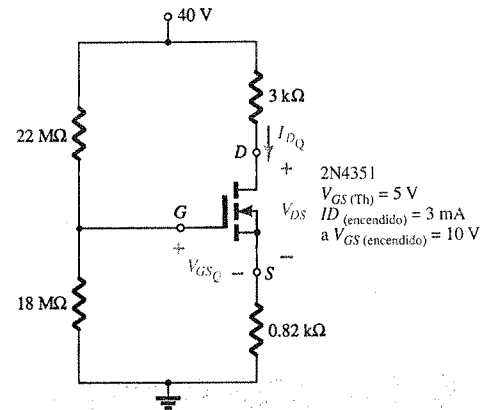 40 V
3 kΩ
I_DQ
22 MΩ
D
+
2N4351
V_GS (Th) = 5 V
ID (encendido) = 3 mA
a V_GS (encendido) = 10 V
V_DS
G
+
V_GSQ
−
−
S
18 MΩ
0.82 kΩ